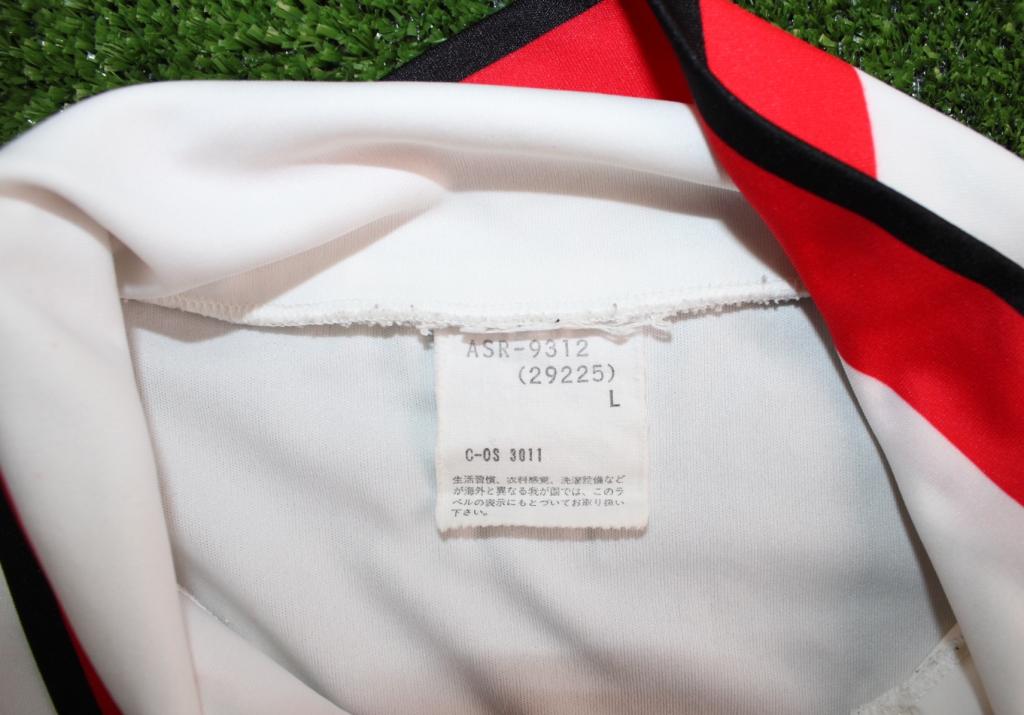 ASR-9312
(29225)
L
C-OS 3011
生活習慣、衣料感覚、洗濯設備など
が海外と異なる我が国では、このラ
ベルの表示にもとづいてお取り扱い
下さい。